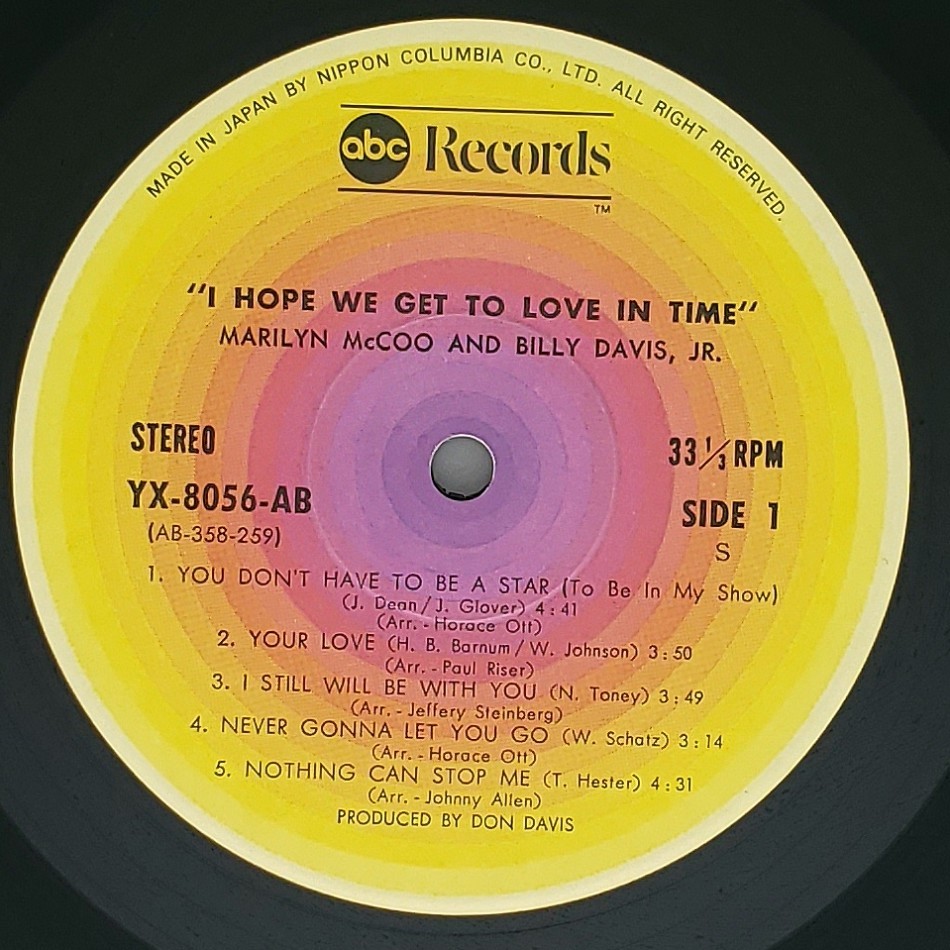 MADE IN JAPAN BY NIPPON COLUMBIA CO., LTD. ALL RIGHT RESERVED.
abc Records
TM
"I HOPE WE GET TO LOVE IN TIME"
MARILYN McCOO AND BILLY DAVIS, JR.
STEREO
33 1/3 RPM
YX-8056-AB
SIDE 1
(AB-358-259)
S
1. YOU DON'T HAVE TO BE A STAR (To Be In My Show)
(J. Dean/J. Glover) 4:41
(Arr.-Horace Ott)
2. YOUR LOVE (H. B. Barnum/W. Johnson) 3:50
(Arr.-Paul Riser)
3. I STILL WILL BE WITH YOU (N. Toney) 3:49
(Arr.-Jeffery Steinberg)
4. NEVER GONNA LET YOU GO (W. Schatz) 3:14
(Arr.-Horace Ott)
5. NOTHING CAN STOP ME (T. Hester) 4:31
(Arr.-Johnny Allen)
PRODUCED BY DON DAVIS